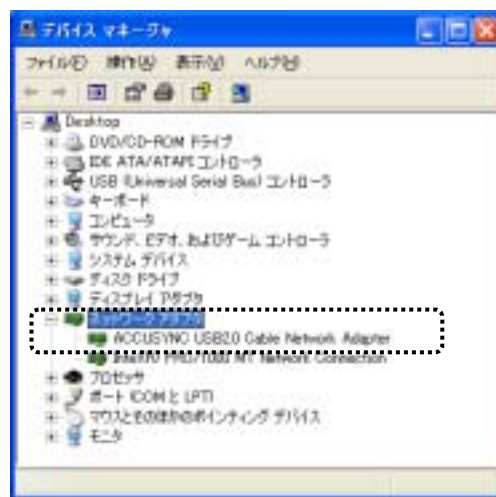 デバイス マネージャ
ファイル(F) 操作(A) 表示(V) ヘルプ(H)
Desktop
DVD/CD-ROM ドライブ
IDE ATA/ATAPI コントローラ
USB (Universal Serial Bus) コントローラ
キーボード
コンピュータ
サウンド、ビデオ、およびゲーム コントローラ
システム デバイス
ディスク ドライブ
ディスプレイ アダプタ
ネットワーク アダプタ
ACCUSYNC USB2.0 Cable Network Adapter
Intel(R) PRO/1000 MT Network Connection
プロセッサ
ポート (COM と LPT)
マウスとそのほかのポインティング デバイス
モニタ